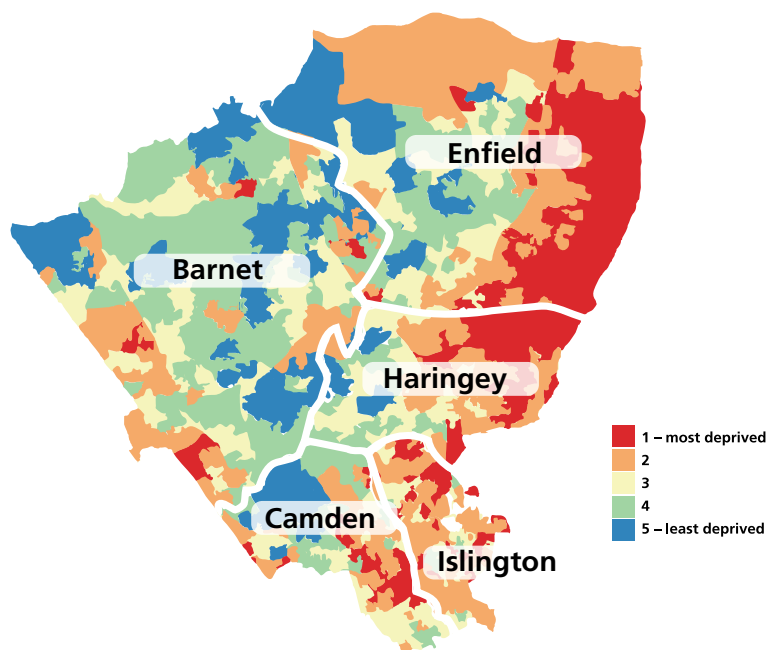 Enfield
Barnet
Haringey
Camden
Islington
1 – most deprived
2
3
4
5 – least deprived